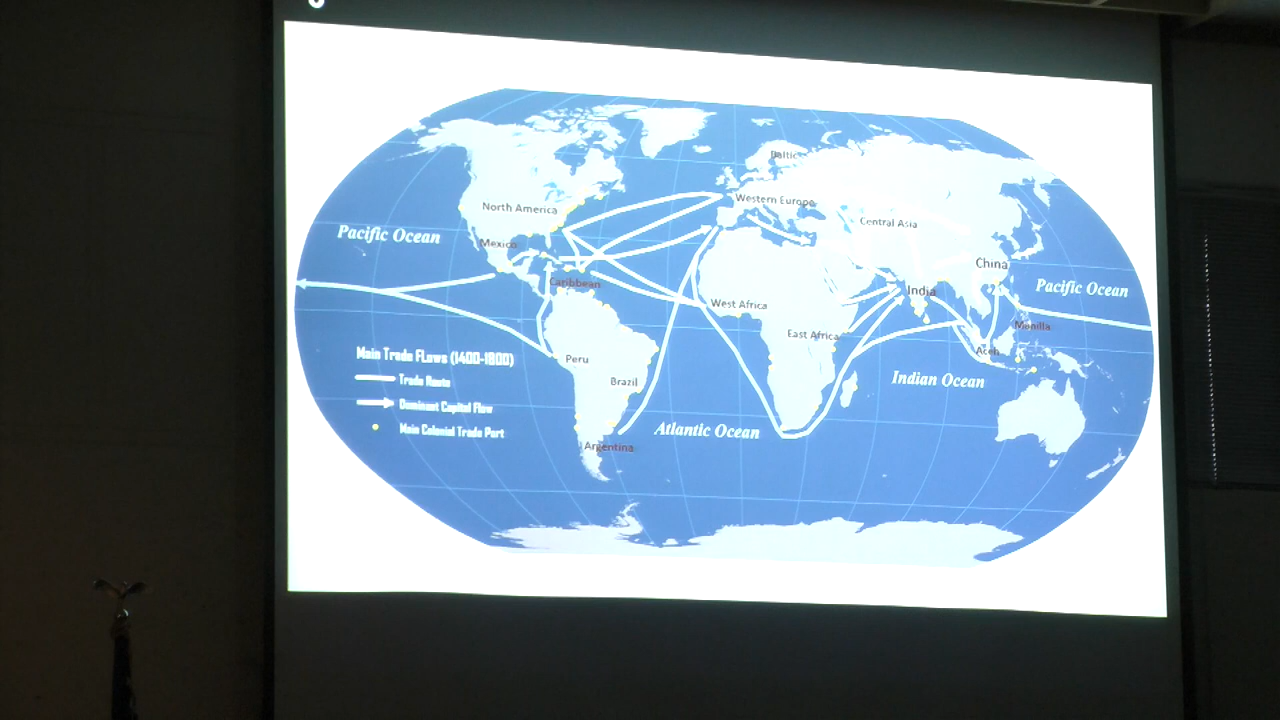 Baltic
Western Europe
North America
Central Asia
Pacific Ocean
Mexico
China
Caribbean
India
Pacific Ocean
West Africa
Manilla
East Africa
Aceh
Main Trade Flows (1400-1800)
Peru
Trade Route
Brazil
Indian Ocean
Dominant Capital Flow
Main Colonial Trade Port
Atlantic Ocean
Argentina